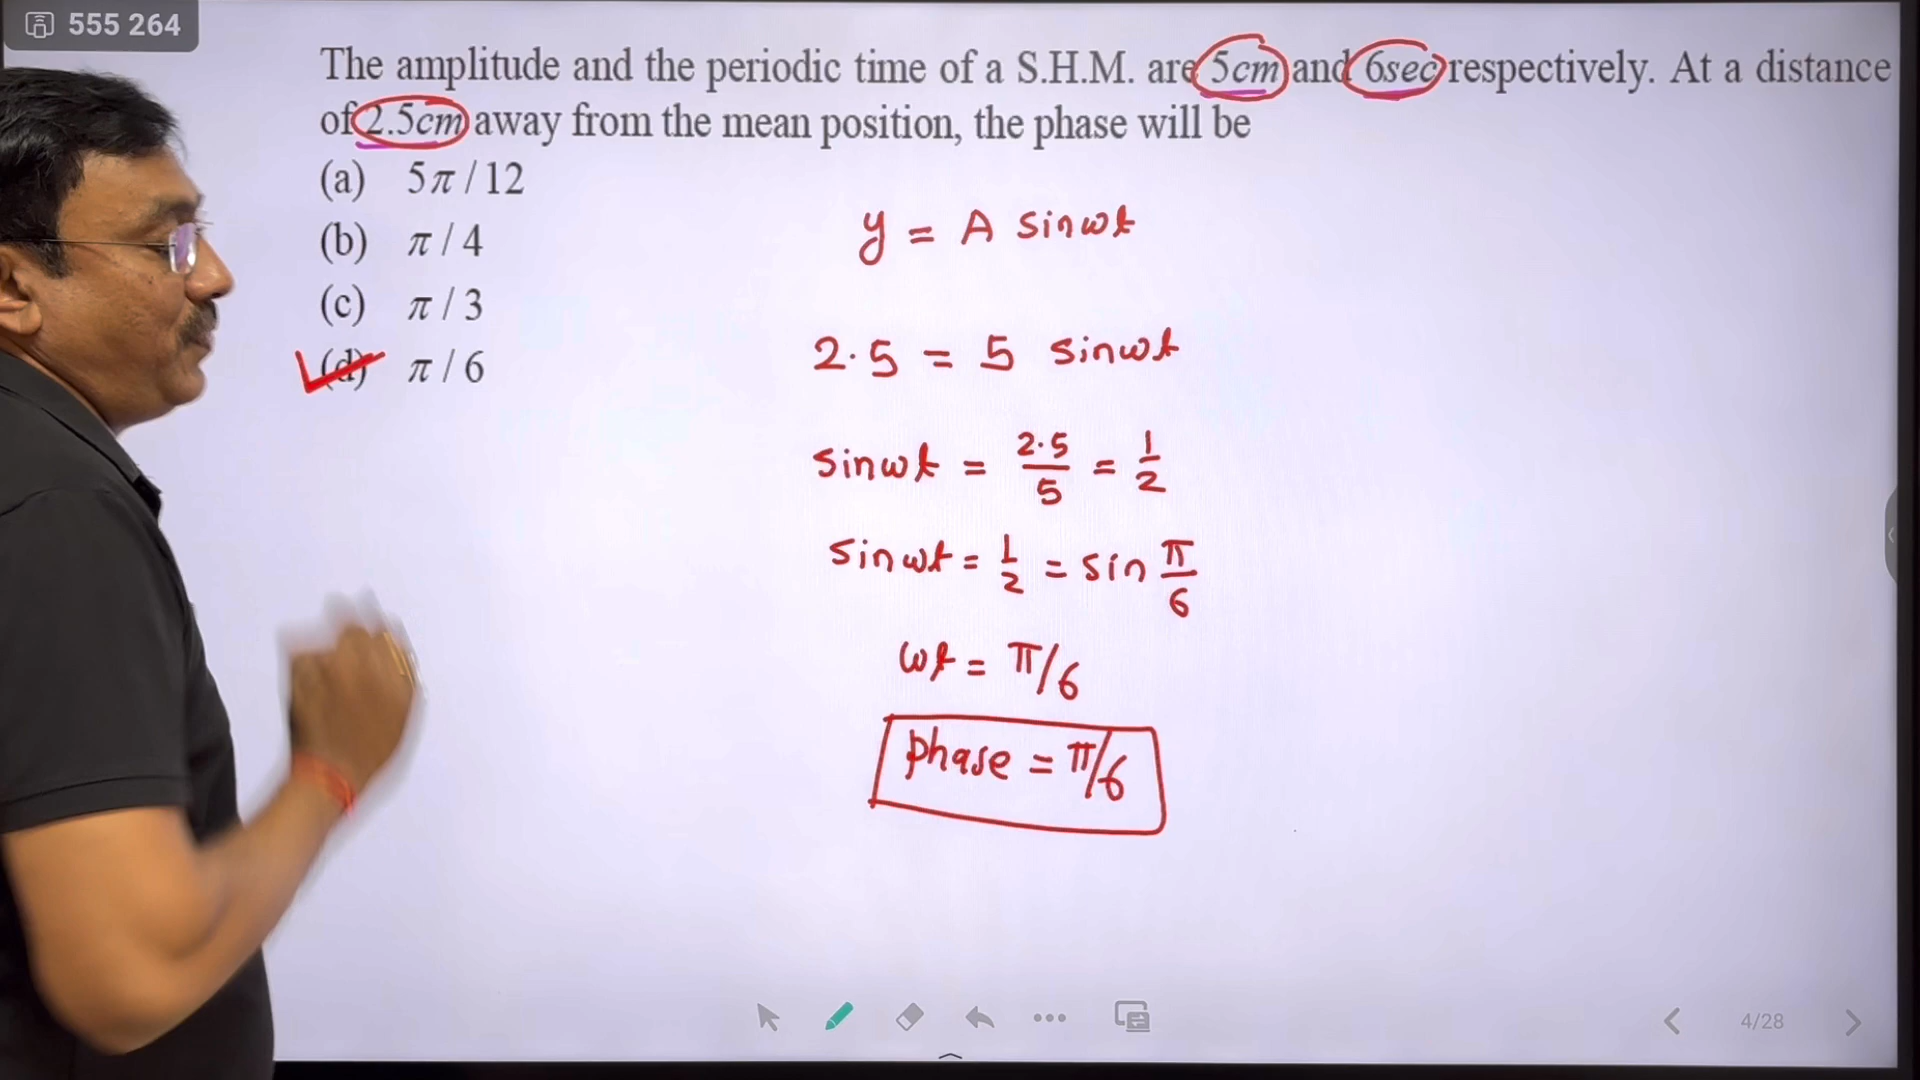 555 264
The amplitude and the periodic time of a S.H.M. are 5cm and 6sec respectively. At a distance
of 2.5cm away from the mean position, the phase will be
(a) 5π / 12
(b) π / 4
(c) π / 3
(d) π / 6
y = A sinωt
2.5 = 5 sinωt
sinωt = 2.5/5 = 1/2
sinωt = 1/2 = sin π/6
ωt = π/6
phase = π/6
4/28